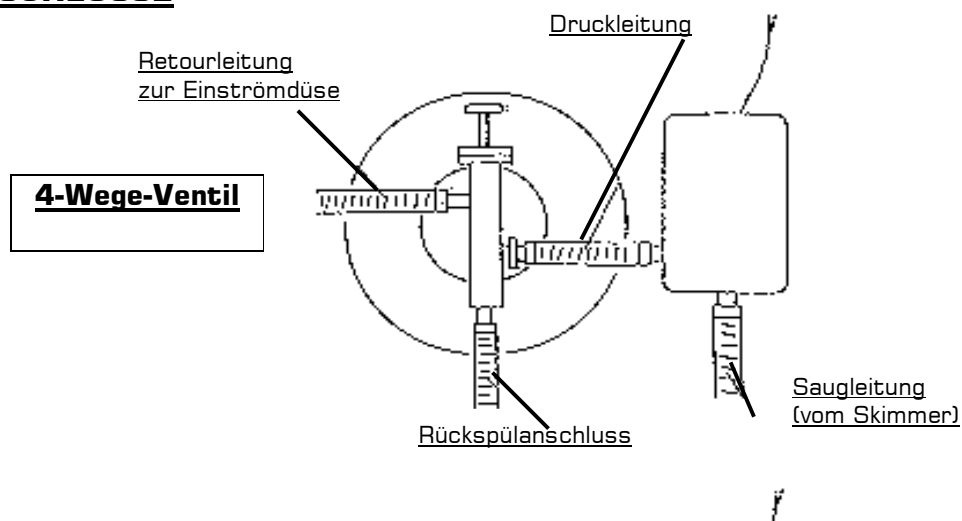 Druckleitung
Retourleitung
zur Einströmdüse
4-Wege-Ventil
Saugleitung
(vom Skimmer)
Rückspülanschluss